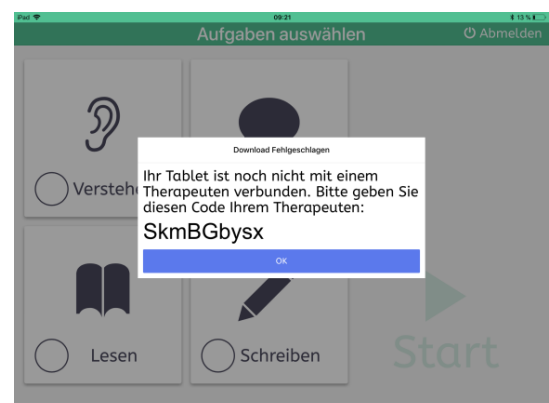 iPad 09:21 13 %
Aufgaben auswählen Abmelden
Download Fehlgeschlagen
Ihr Tablet ist noch nicht mit einem
Therapeuten verbunden. Bitte geben Sie
diesen Code Ihrem Therapeuten:
SkmBGbysx
OK
Lesen
Schreiben
Start